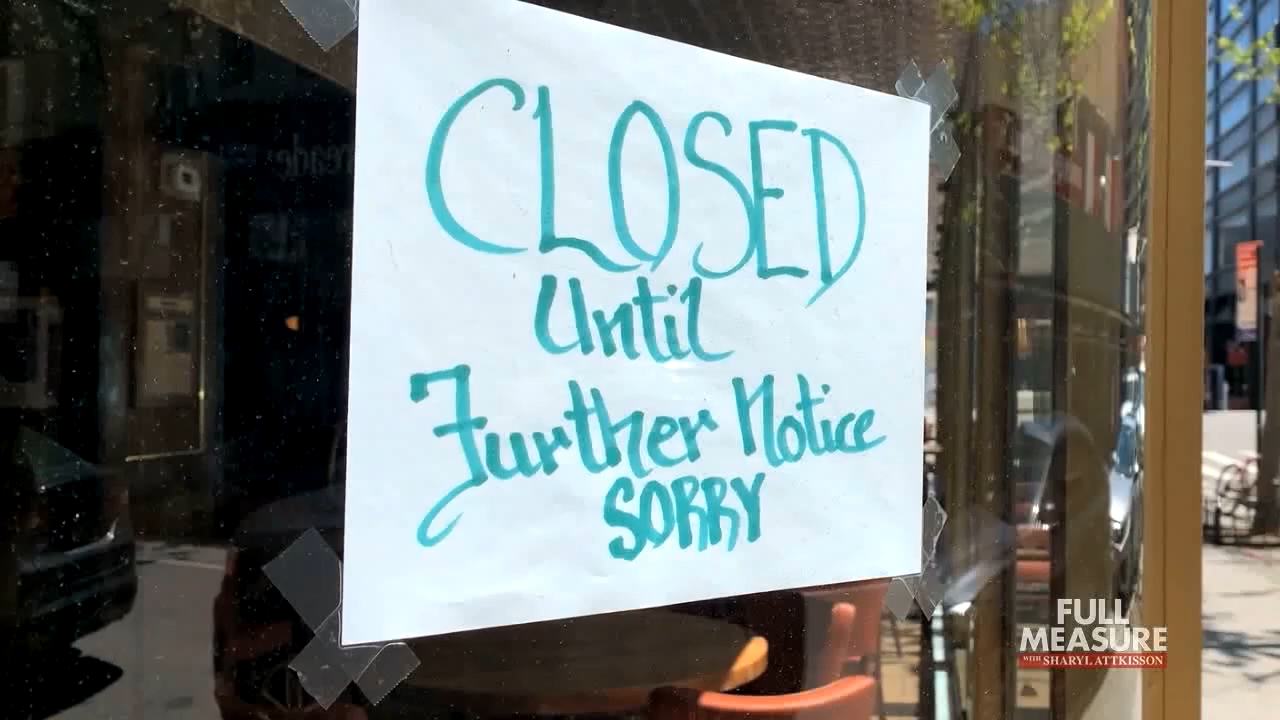 CLOSED
Until
Further Notice
SORRY
FULL
MEASURE
WITH SHARYL ATTKISSON